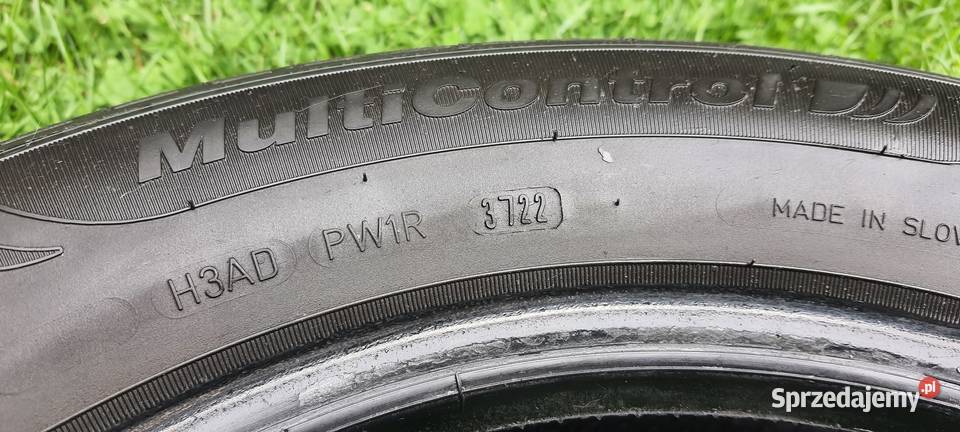 MultiControl
H3AD PW1R 3722 MADE IN SLOV
Sprzedajemy.pl